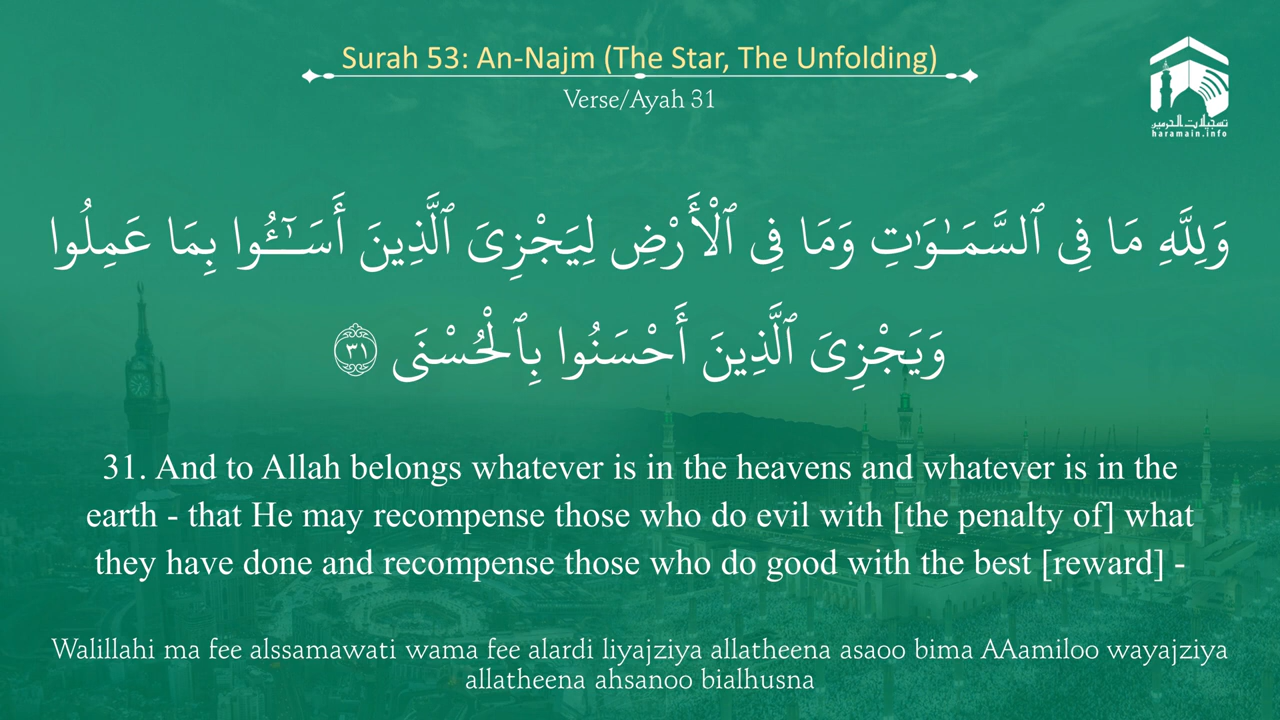 Surah 53: An-Najm (The Star, The Unfolding)
Verse/Ayah 31
تسجيلات الحرمين
haramain.info
وَلِلَّهِ مَا فِى ٱلسَّمَـٰوَٰتِ وَمَا فِى ٱلْأَرْضِ لِيَجْزِىَ ٱلَّذِينَ أَسَـٰٓـُٔوا بِمَا عَمِلُوا
وَيَجْزِىَ ٱلَّذِينَ أَحْسَنُوا بِٱلْحُسْنَى ٣١
31. And to Allah belongs whatever is in the heavens and whatever is in the
earth - that He may recompense those who do evil with [the penalty of] what
they have done and recompense those who do good with the best [reward] -
Walillahi ma fee alssamawati wama fee alardi liyajziya allatheena asaoo bima AAamiloo wayajziya
allatheena ahsanoo bialhusna